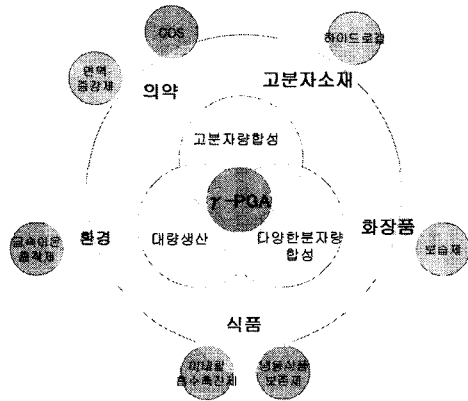 COS
하이드로겔
면역
증강제
의약
고분자소재
고분자량합성
γ-PGA
금속이온
흡착제
환경
대량생산
다양한분자량
합성
화장품
보습제
식품
미네랄
흡수촉진제
냉동식품
보존제